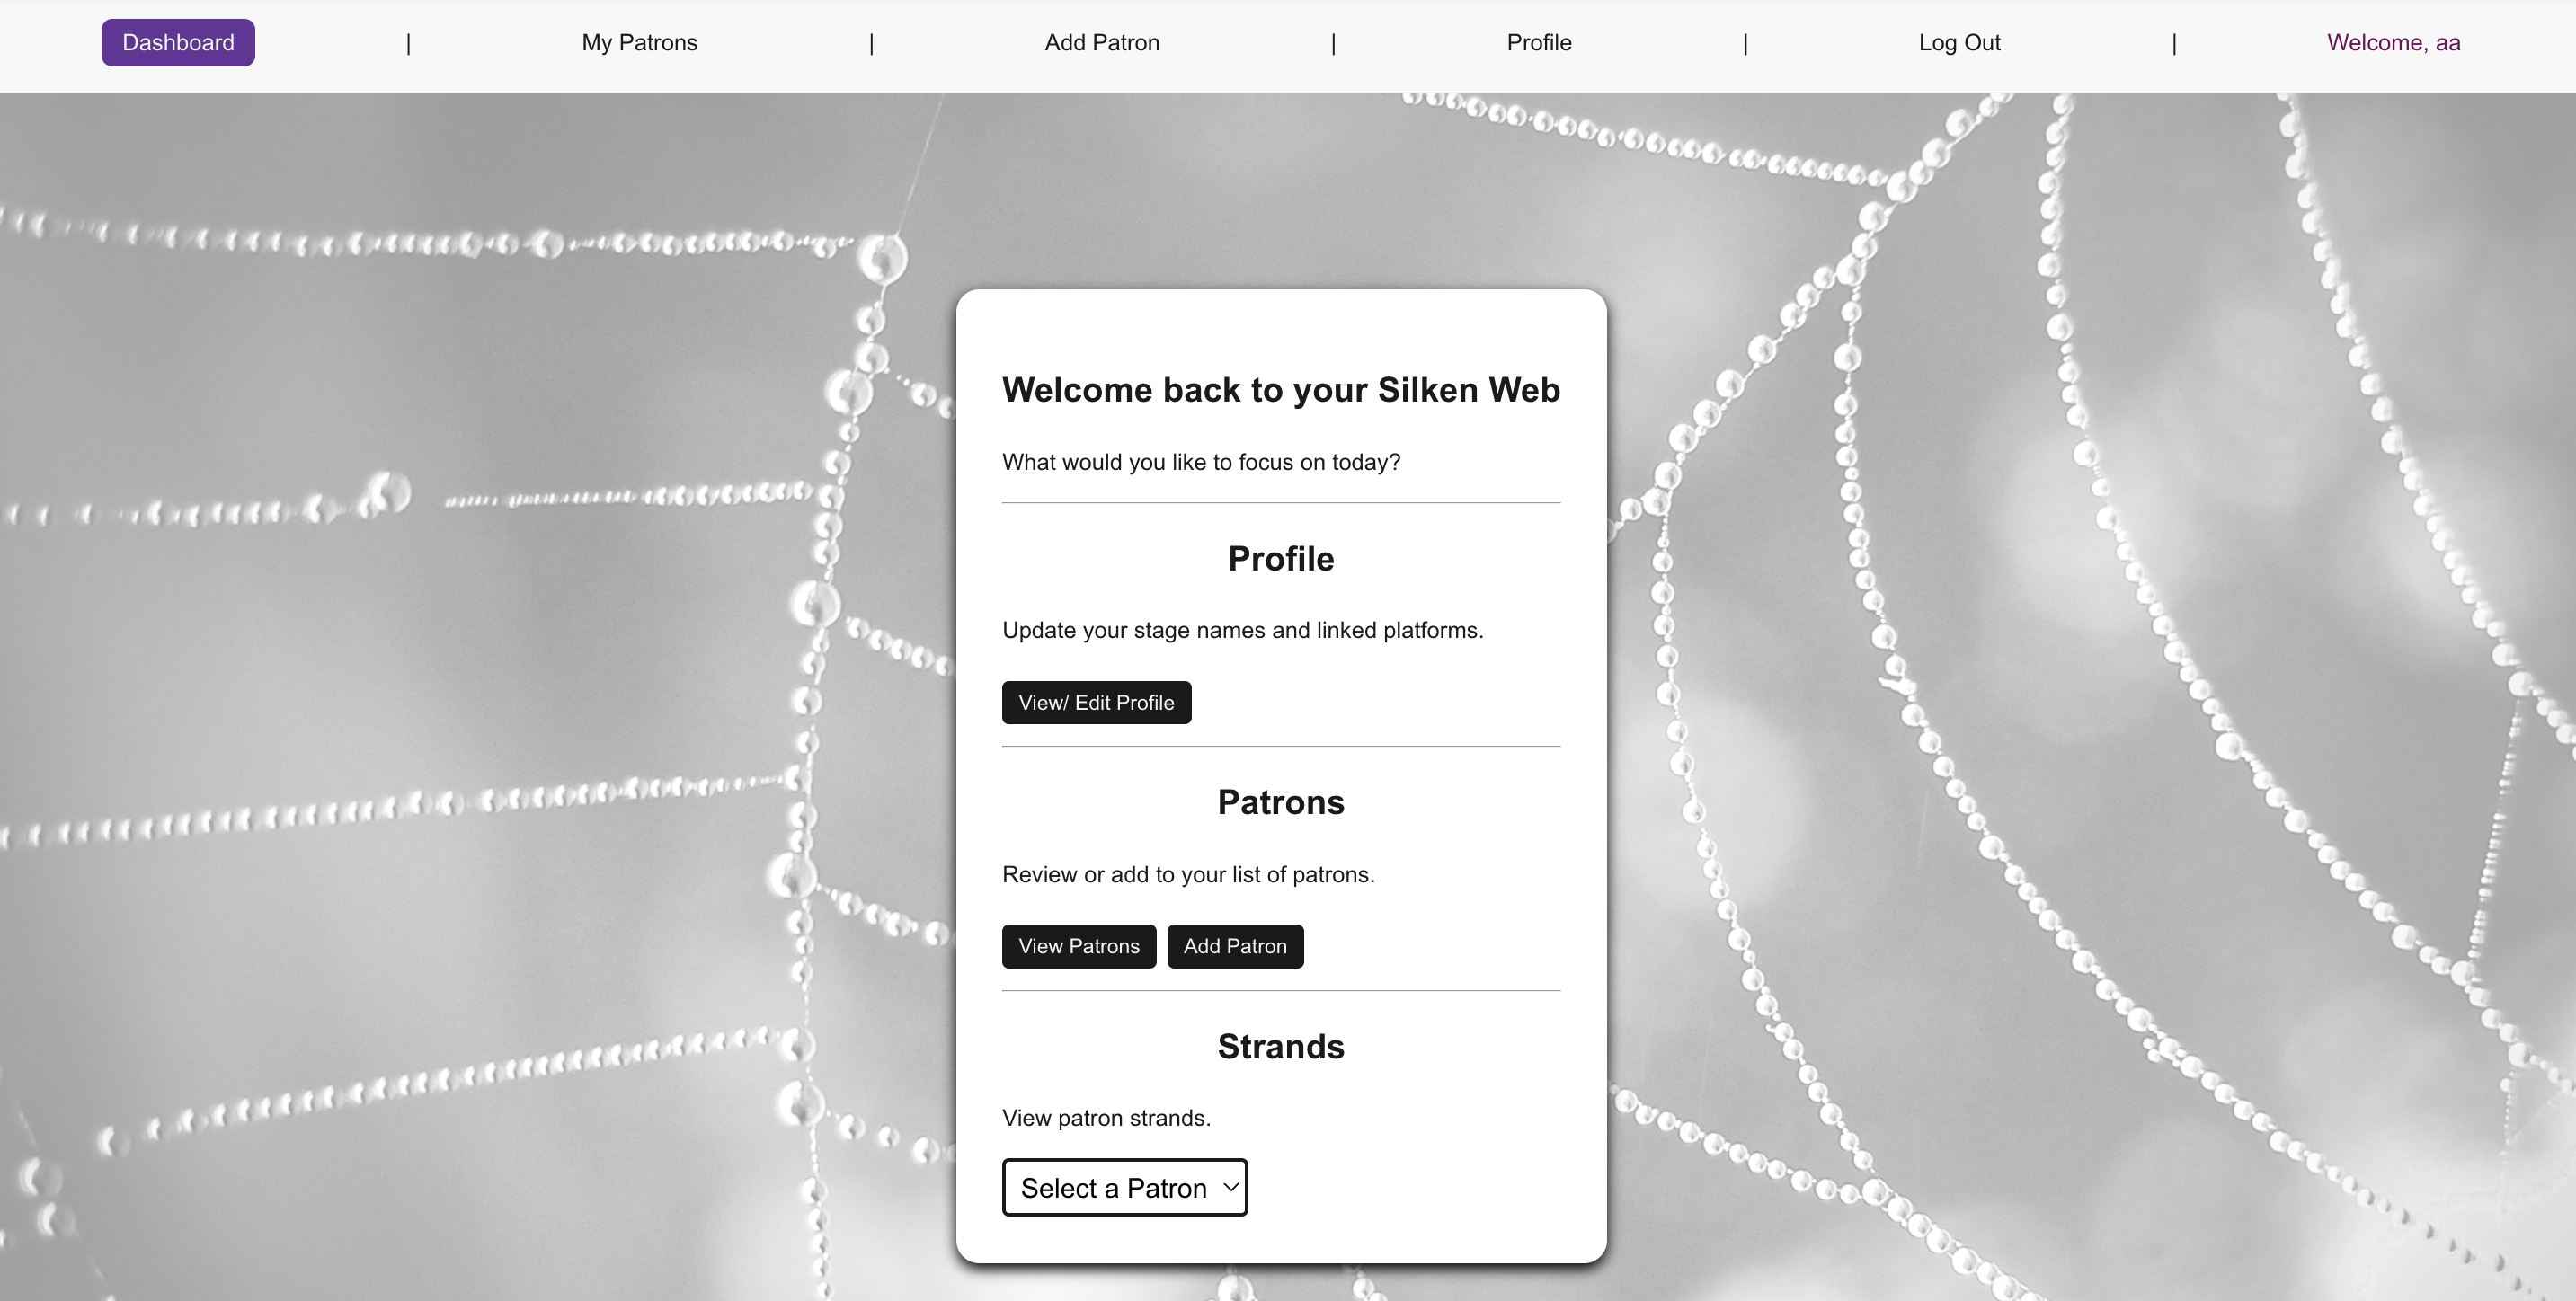 Dashboard | My Patrons | Add Patron | Profile | Log Out | Welcome, aa
Welcome back to your Silken Web
What would you like to focus on today?
Profile
Update your stage names and linked platforms.
View/ Edit Profile
Patrons
Review or add to your list of patrons.
View Patrons Add Patron
Strands
View patron strands.
Select a Patron